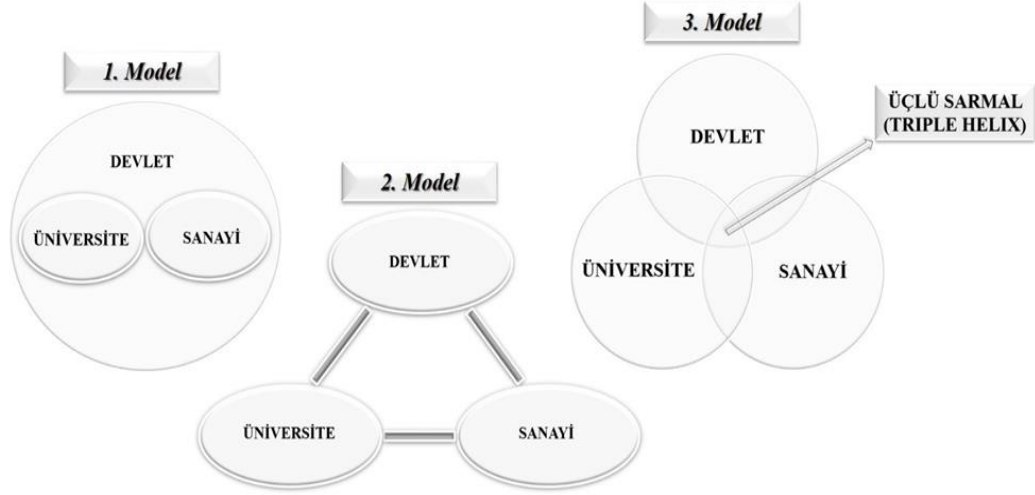 1. Model
DEVLET
ÜNİVERSİTE
SANAYİ
2. Model
DEVLET
ÜNİVERSİTE
SANAYİ
3. Model
DEVLET
ÜNİVERSİTE
SANAYİ
ÜÇLÜ SARMAL
(TRIPLE HELIX)